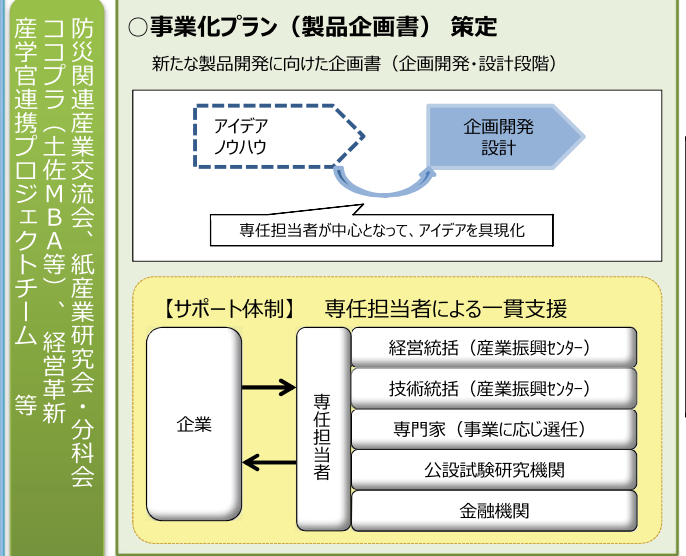 防災関連産業交流会、紙産業研究会・分科会
ココプラ（土佐ＭＢＡ等）、経営革新
産学官連携プロジェクトチーム　等
○事業化プラン（製品企画書） 策定
新たな製品開発に向けた企画書（企画開発・設計段階）
アイデア
ノウハウ
企画開発
設計
専任担当者が中心となって、アイデアを具現化
【サポート体制】　専任担当者による一貫支援
企業
専任担当者
経営統括（産業振興ｾﾝﾀｰ）
技術統括（産業振興ｾﾝﾀｰ）
専門家（事業に応じ選任）
公設試験研究機関
金融機関